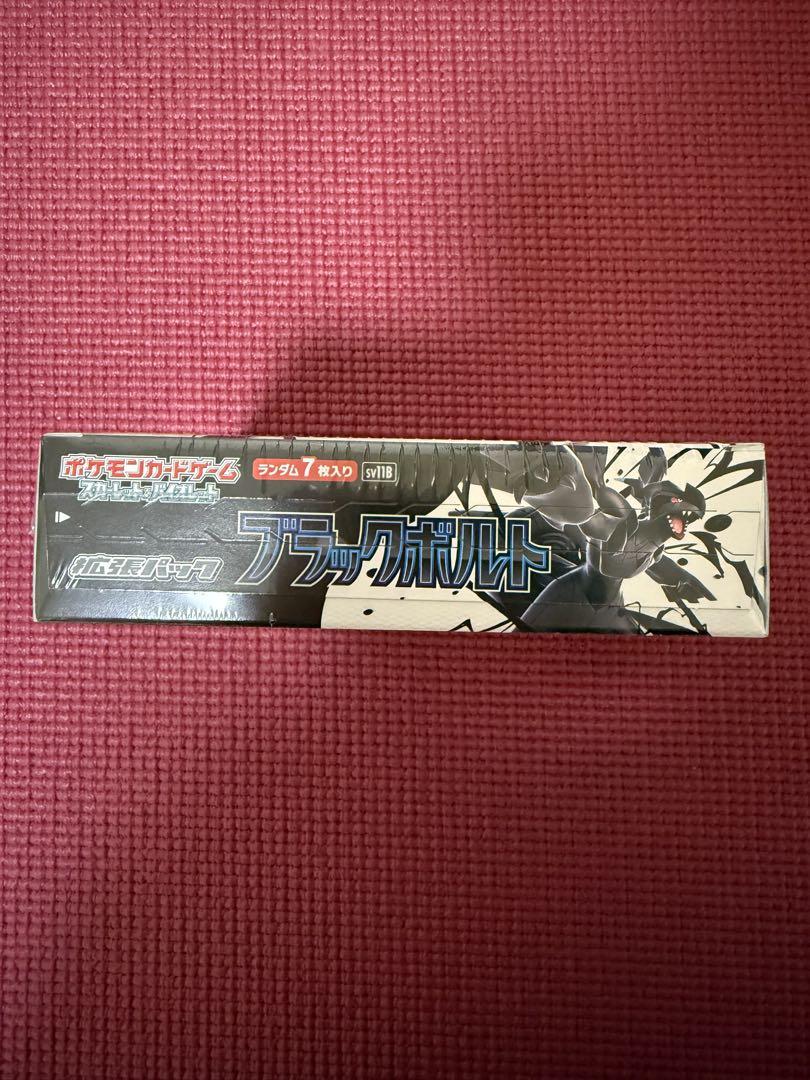 ポケモンカードゲーム
スカーレット&バイオレット
ランダム7枚入り
sv11B
拡張パック
ブラックボルト